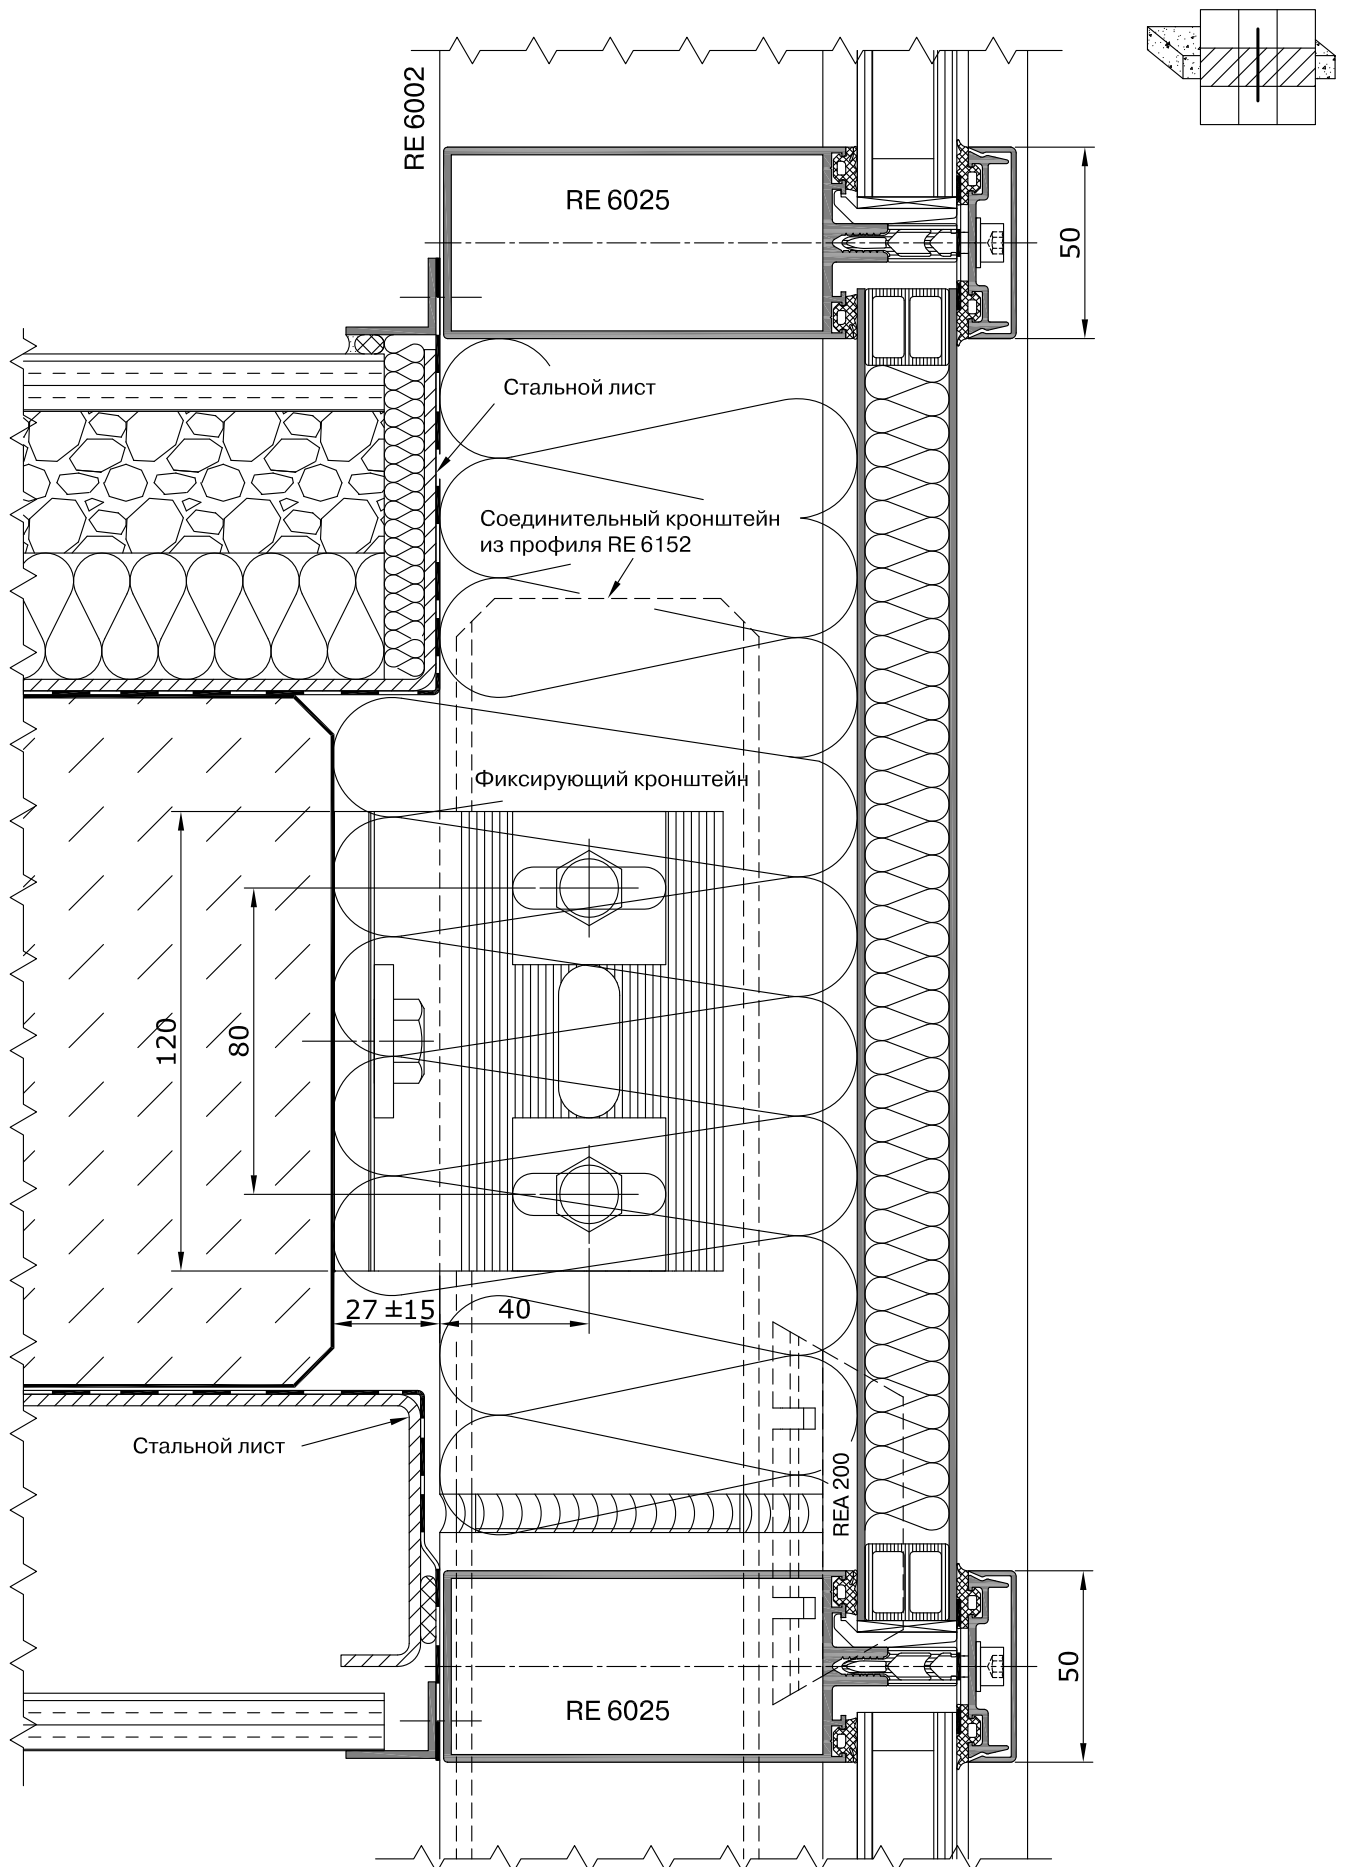 RE 6002
RE 6025
50
Стальной лист
Соединительный кронштейн
из профиля RE 6152
Фиксирующий кронштейн
120
80
27 ±15
40
Стальной лист
REA 200
RE 6025
50